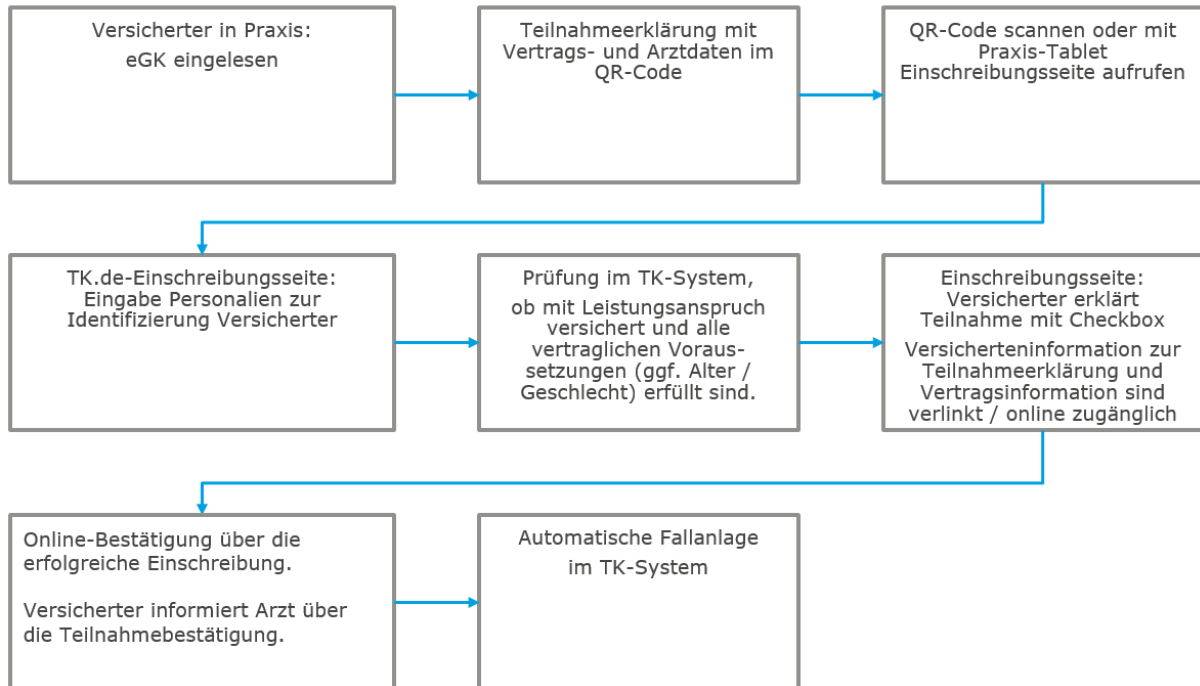 Versicherter in Praxis:
eGK eingelesen
Teilnahmeerklärung mit
Vertrags- und Arztdaten im
QR-Code
QR-Code scannen oder mit
Praxis-Tablet
Einschreibungsseite aufrufen
TK.de-Einschreibungsseite:
Eingabe Personalien zur
Identifizierung Versicherter
Prüfung im TK-System,
ob mit Leistungsanspruch
versichert und alle
vertraglichen Voraus-
setzungen (ggf. Alter /
Geschlecht) erfüllt sind.
Einschreibungsseite:
Versicherter erklärt
Teilnahme mit Checkbox
Versicherteninformation zur
Teilnahmeerklärung und
Vertragsinformation sind
verlinkt / online zugänglich
Online-Bestätigung über die
erfolgreiche Einschreibung.
Versicherter informiert Arzt über
die Teilnahmebestätigung.
Automatische Fallanlage
im TK-System